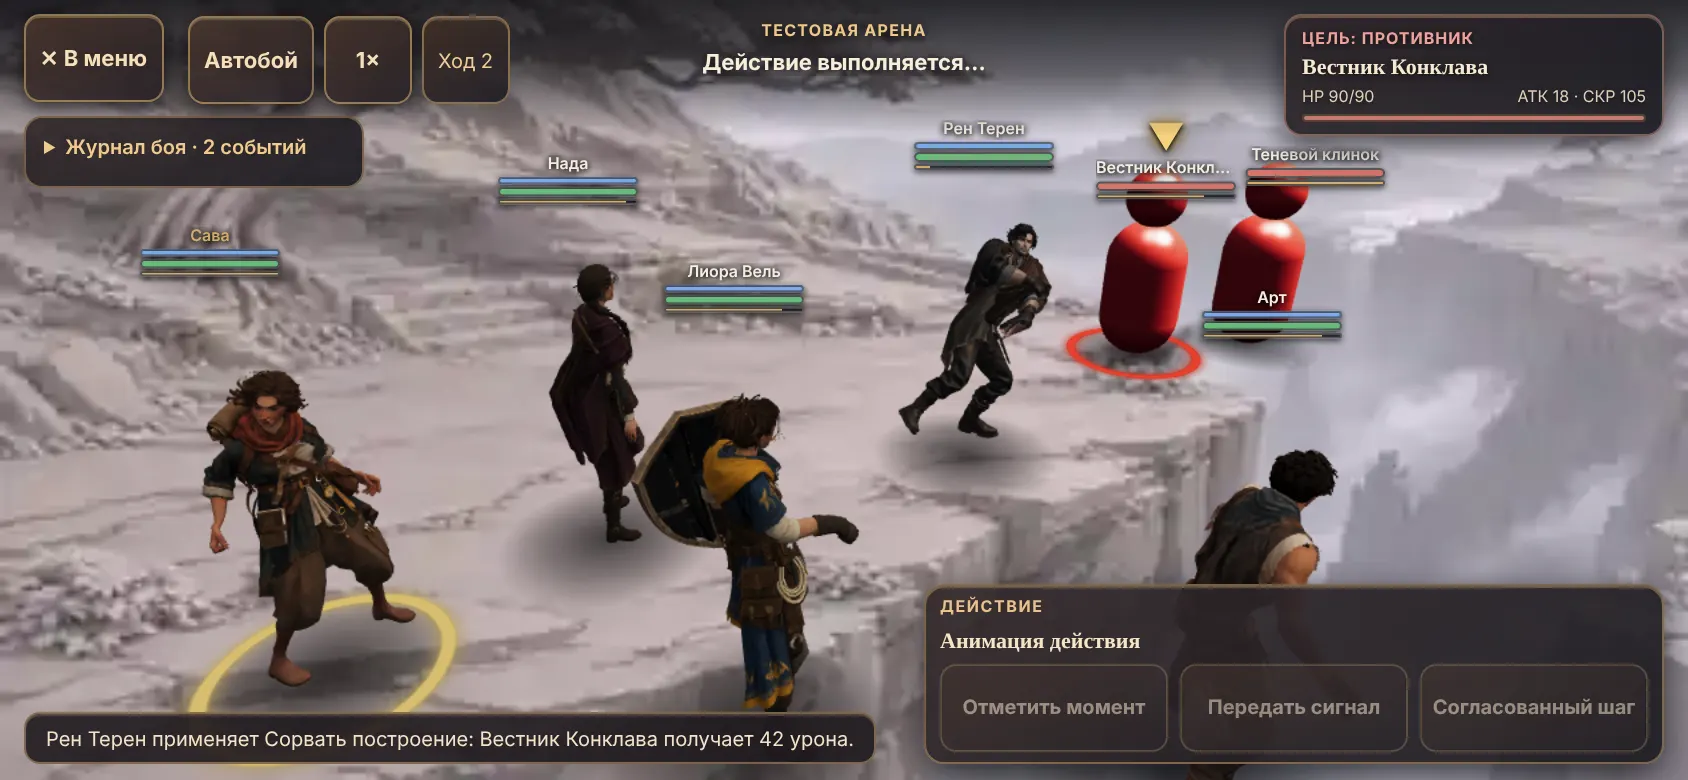 ✕ В меню
Автобой
1×
Ход 2
ТЕСТОВАЯ АРЕНА
Действие выполняется...
ЦЕЛЬ: ПРОТИВНИК
Вестник Конклава
HP 90/90
АТК 18 · СКР 105
▶ Журнал боя · 2 событий
Рен Терен
Вестник Конкл...
Теневой клинок
Нада
Сава
Лиора Вель
Арт
ДЕЙСТВИЕ
Анимация действия
Отметить момент
Передать сигнал
Согласованный шаг
Рен Терен применяет Сорвать построение: Вестник Конклава получает 42 урона.